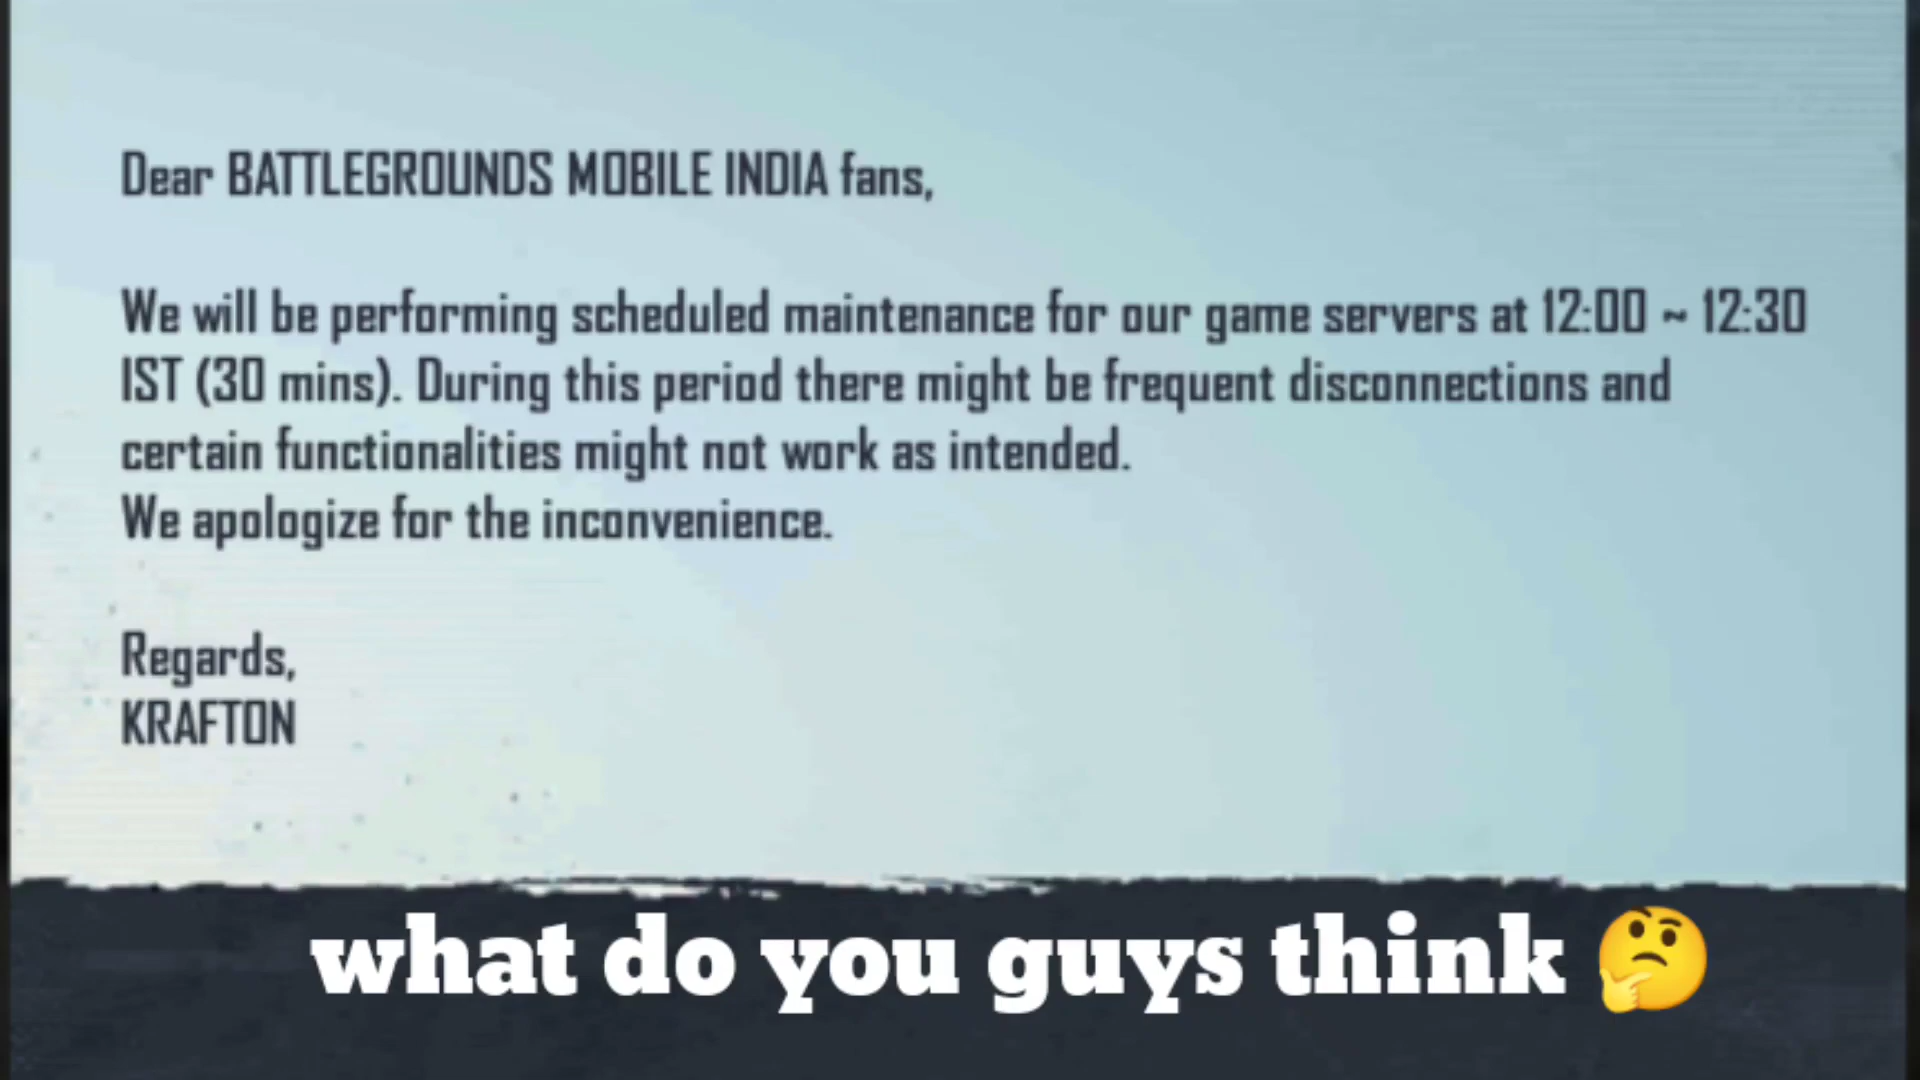 Dear BATTLEGROUNDS MOBILE INDIA fans,
We will be performing scheduled maintenance for our game servers at 12:00 ~ 12:30
IST (30 mins). During this period there might be frequent disconnections and
certain functionalities might not work as intended.
We apologize for the inconvenience.
Regards,
KRAFTON
what do you guys think 🤔